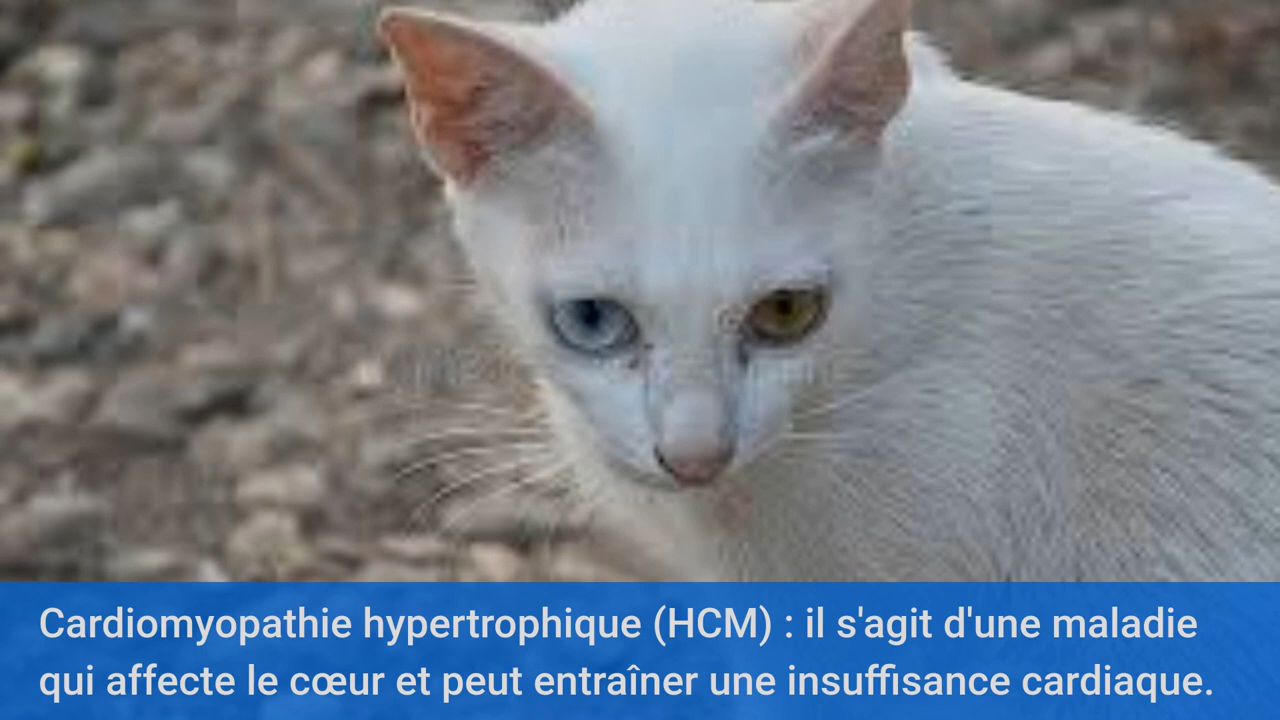 Cardiomyopathie hypertrophique (HCM) : il s'agit d'une maladie
qui affecte le cœur et peut entraîner une insuffisance cardiaque.